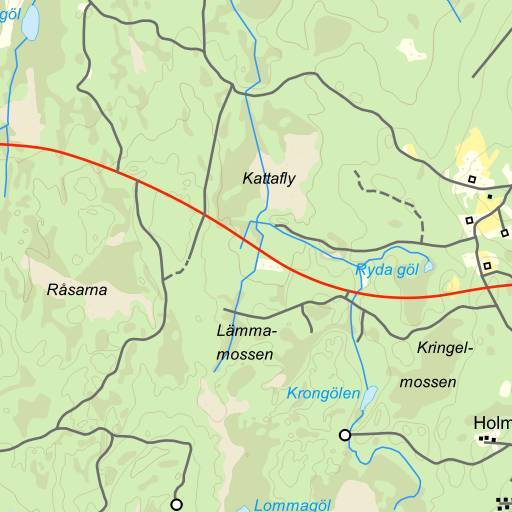 göl
Kattafly
Ryda göl
Råsarna
Lämma-
mossen
Kringel-
mossen
Krongölen
Holm
Lommagöl